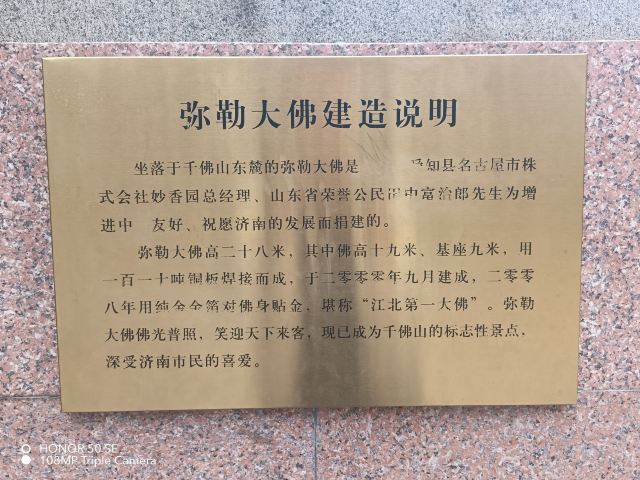 弥勒大佛建造说明
坐落于千佛山东麓的弥勒大佛是 爱知县名古屋市株
式会社妙香园总经理、山东省荣誉公民田中富治郎先生为增
进中 友好、祝愿济南的发展而捐建的。
弥勒大佛高二十八米，其中佛高十九米、基座九米，用
一百一十吨铜板焊接而成，于二零零零年九月建成，二零零
八年用纯金金箔对佛身贴金，堪称“江北第一大佛”。弥勒
大佛佛光普照，笑迎天下来客，现已成为千佛山的标志性景点，
深受济南市民的喜爱。
HONOR 50 SE
108MP Triple Camera